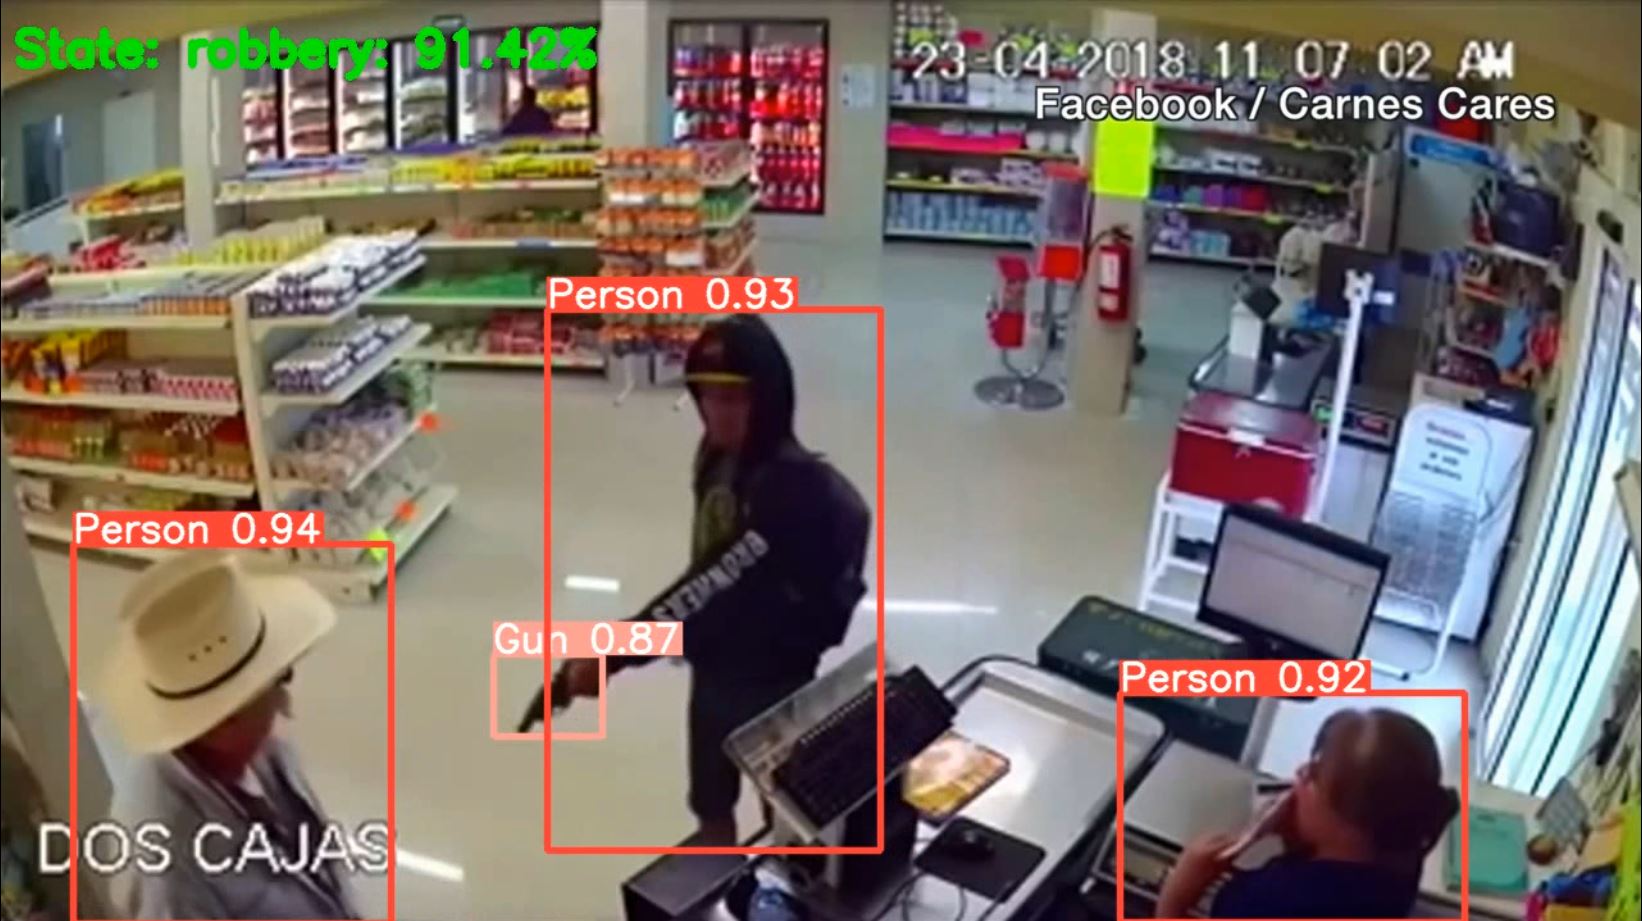 State: robbery: 91.42%
23-04-2018 11 07 02 AM
Facebook / Carnes Cares
Person 0.93
Person 0.94
Gun 0.87
Person 0.92
DOS CAJAS